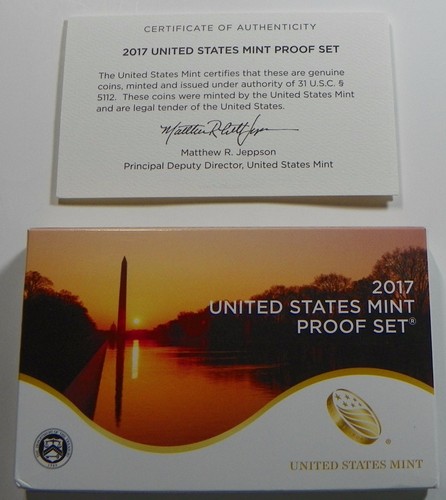 CERTIFICATE OF AUTHENTICITY
2017 UNITED STATES MINT PROOF SET
The United States Mint certifies that these are genuine
coins, minted and issued under authority of 31 U.S.C. §
5112. These coins were minted by the United States Mint
and are legal tender of the United States.
Matthew R. Jeppson
Principal Deputy Director, United States Mint
2017
UNITED STATES MINT
PROOF SET®
®
UNITED STATES MINT